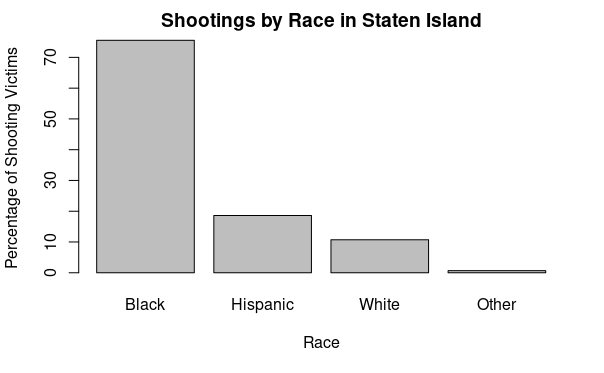 Shootings by Race in Staten Island
Percentage of Shooting Victims
70
50
30
10
0
Black Hispanic White Other
Race